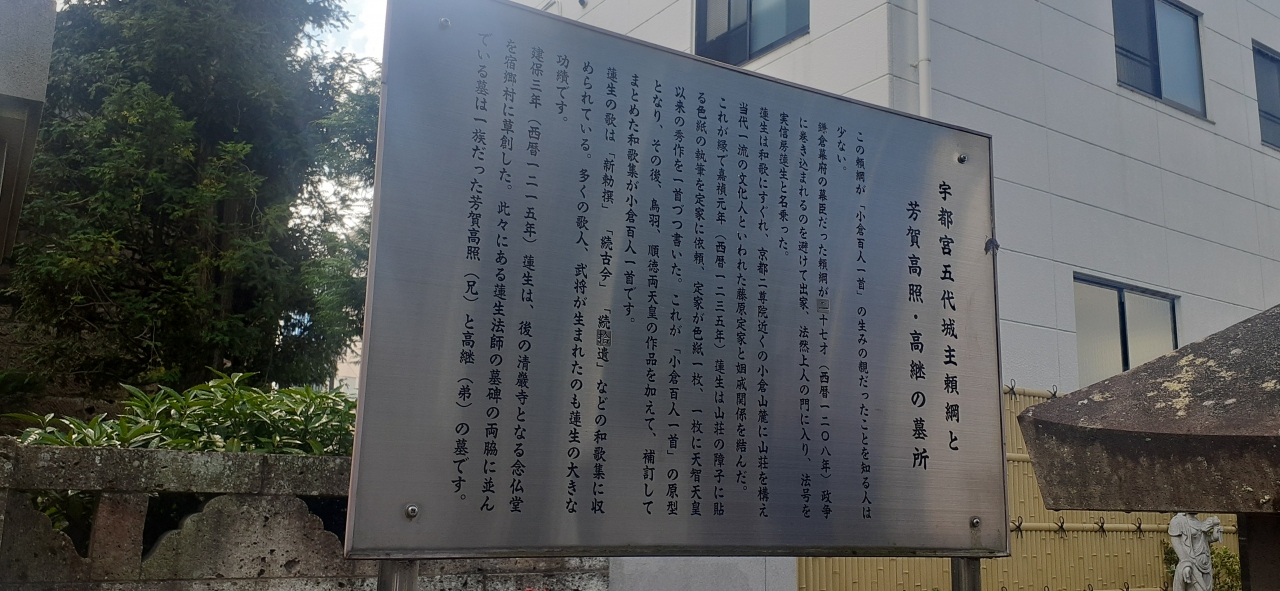 宇都宮五代城主頼綱と
芳賀高照・高継の墓所
この頼綱が「小倉百人一首」の生みの親だったことを知る人は
少ない。
鎌倉幕府の幕臣だった頼綱が二十七才（西暦一二〇八年）政争
に巻き込まれるのを避けて出家、法然上人の門に入り、法号を
実信房蓮生と名乗った。
蓮生は和歌にすぐれ、京都二尊院近くの小倉山麓に山荘を構え
当代一流の文化人といわれた藤原定家と姻戚関係を結んだ。
これが縁で嘉禎元年（西暦一二三五年）蓮生は山荘の障子に貼
る色紙の執筆を定家に依頼、定家が色紙一枚、一枚に天智天皇
以来の秀作を一首づつ書いた。これが「小倉百人一首」の原型
となり、その後、鳥羽、順徳両天皇の作品を加えて、補訂して
まとめた和歌集が小倉百人一首です。
蓮生の歌は「新勅撰」「続古今」「続拾遺」などの和歌集に収
められている。多くの歌人、武将が生まれたのも蓮生の大きな
功績です。
建保三年（西暦一二一五年）蓮生は、後の清巌寺となる念仏堂
を宿郷村に草創した。此々にある蓮生法師の墓碑の両脇に並ん
でいる墓は一族だった芳賀高照（兄）と高継（弟）の墓です。